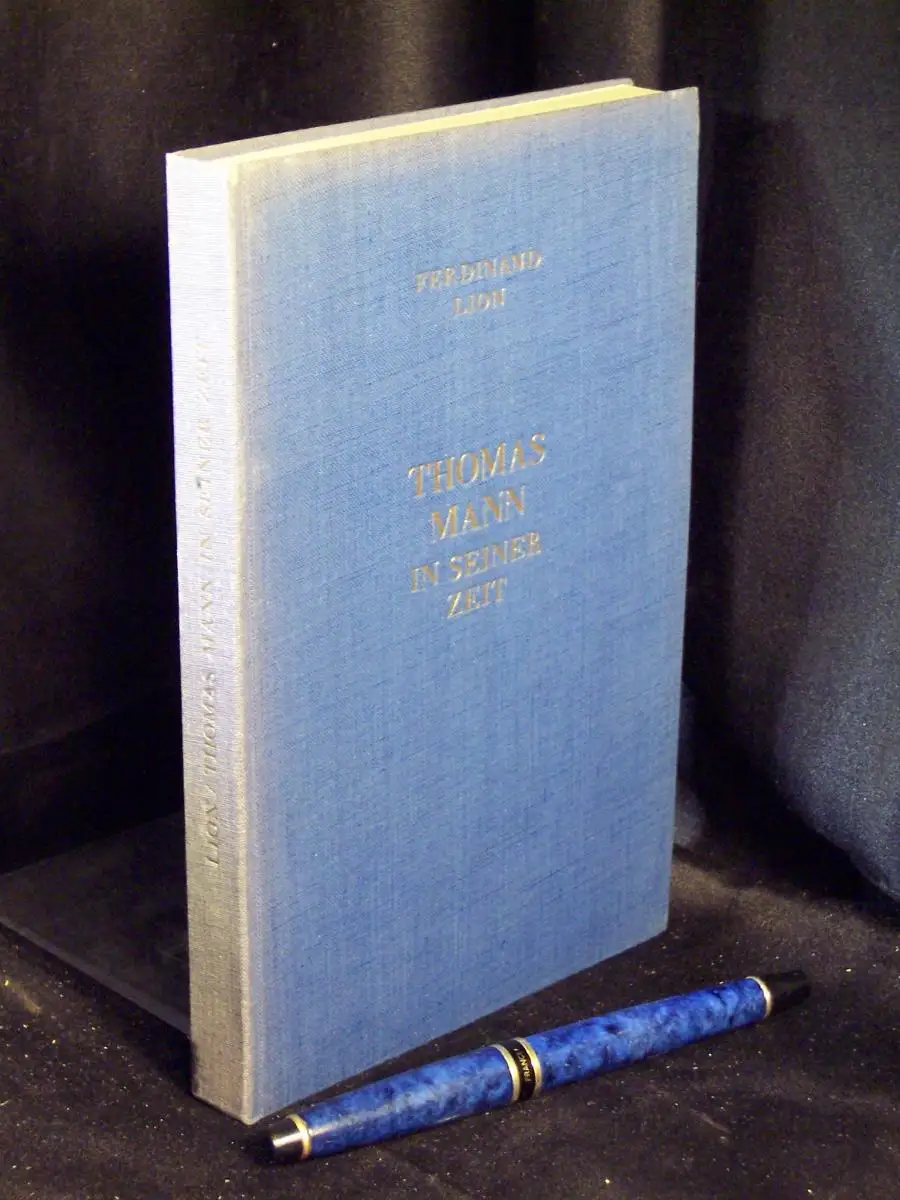 FERDINAND
LION
THOMAS
MANN
IN SEINER
ZEIT
LION / THOMAS MANN IN SEINER ZEIT